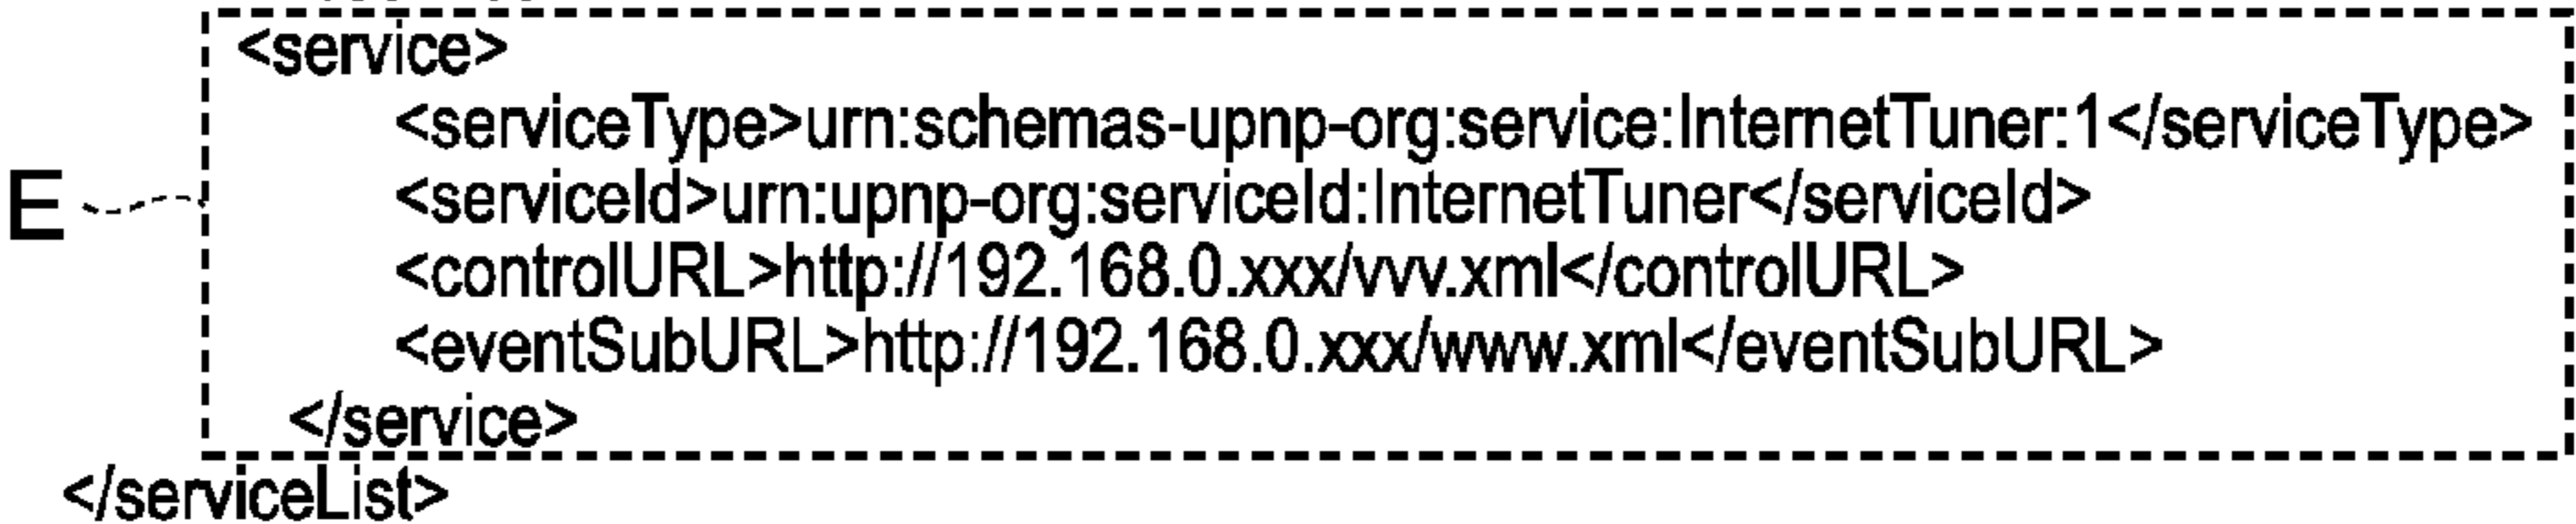 <service>
<serviceType>urn:schemas-upnp-org:service:InternetTuner:1</serviceType>
E
<serviceId>urn:upnp-org:serviceId:InternetTuner</serviceId>
<controlURL>http://192.168.0.xxx/vvv.xml</controlURL>
<eventSubURL>http://192.168.0.xxx/www.xml</eventSubURL>
</service>
</serviceList>